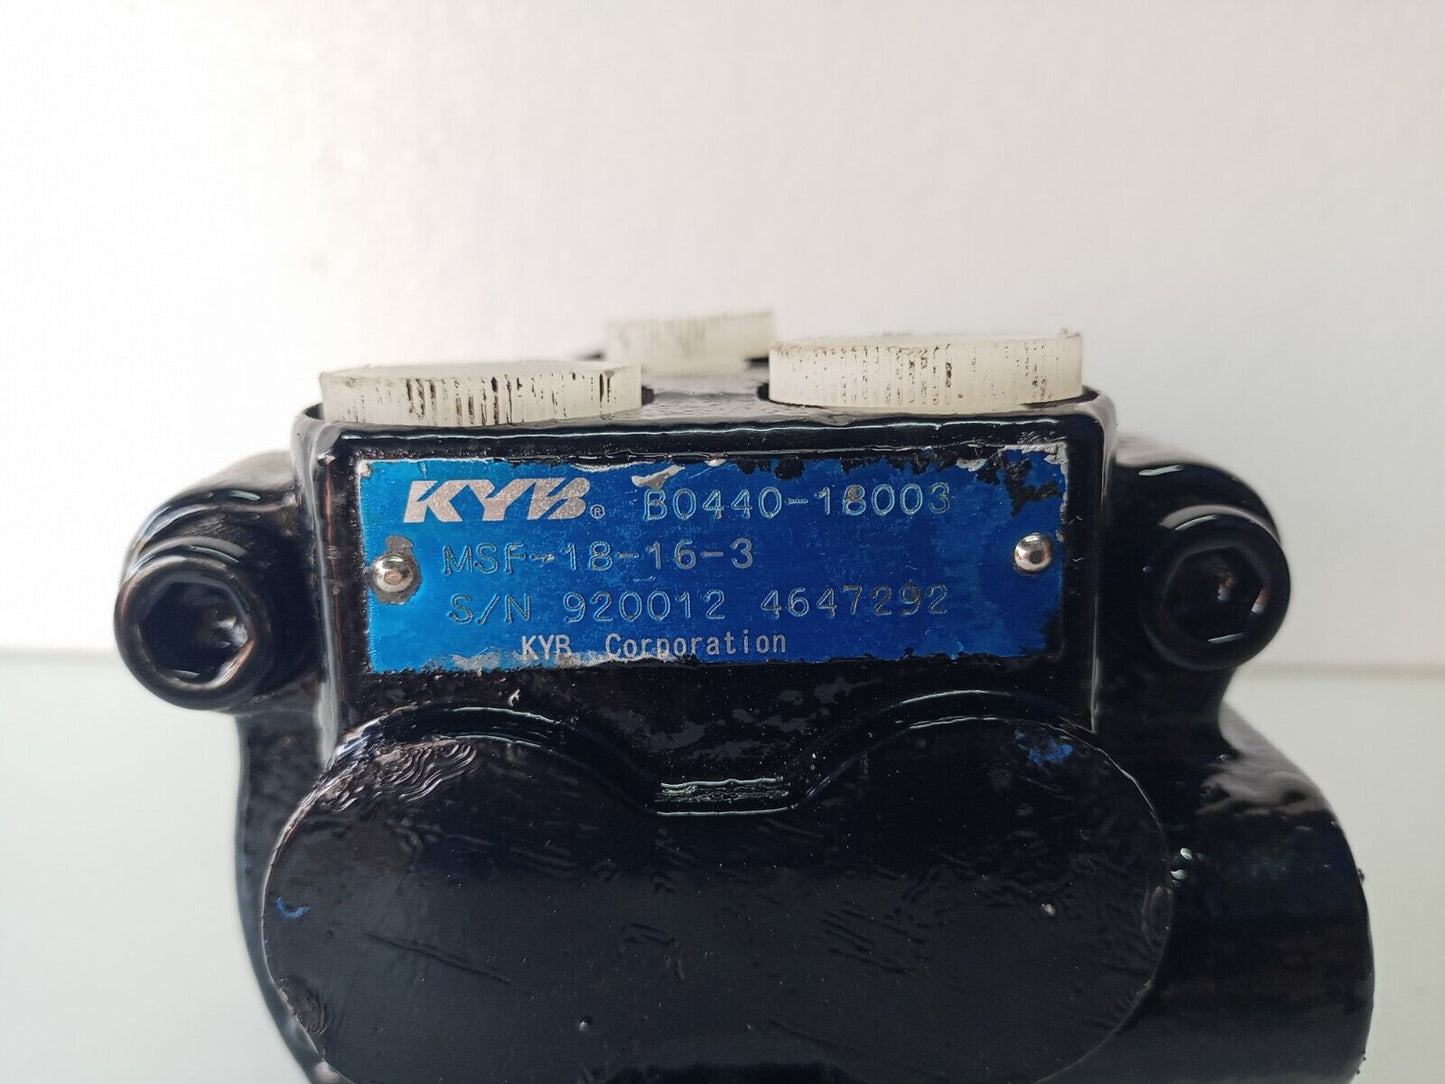 KYB® B0440-18003
MSF-18-16-3
S/N 920012 4647292
KYB Corporation